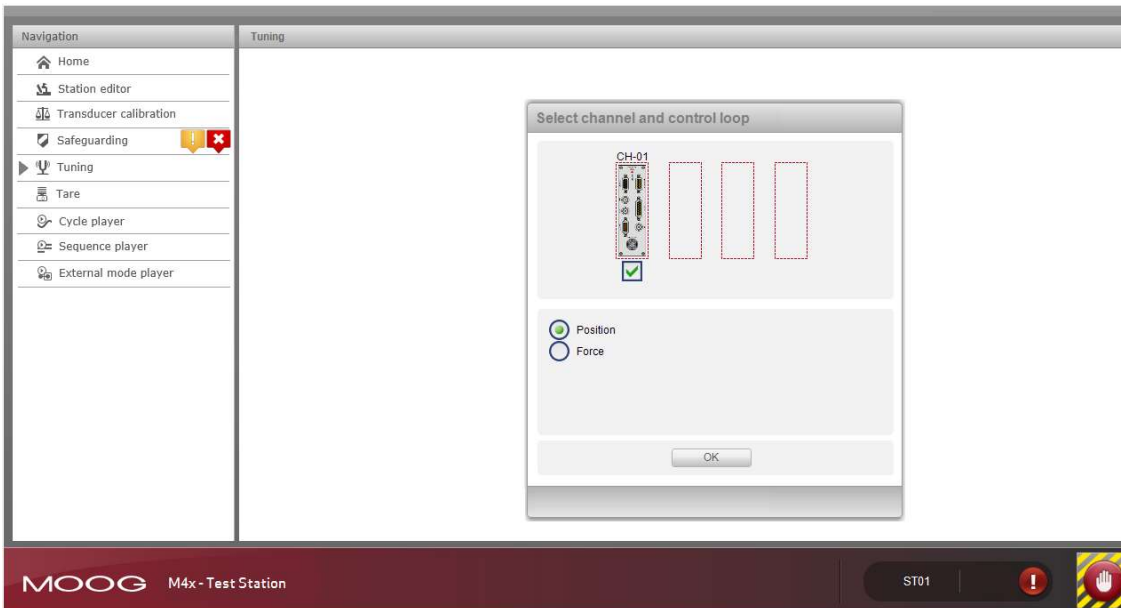 Navigation
Tuning
Home
Station editor
Transducer calibration
Safeguarding
Tuning
Tare
Cycle player
Sequence player
External mode player
Select channel and control loop
CH-01
Position
Force
OK
MOOG M4x - Test Station
ST01